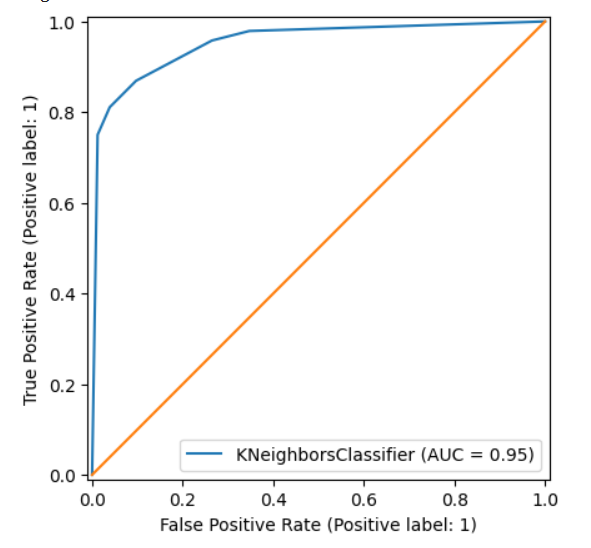 1.0
0.8
0.6
0.4
0.2
0.0
True Positive Rate (Positive label: 1)
KNeighborsClassifier (AUC = 0.95)
0.0 0.2 0.4 0.6 0.8 1.0
False Positive Rate (Positive label: 1)